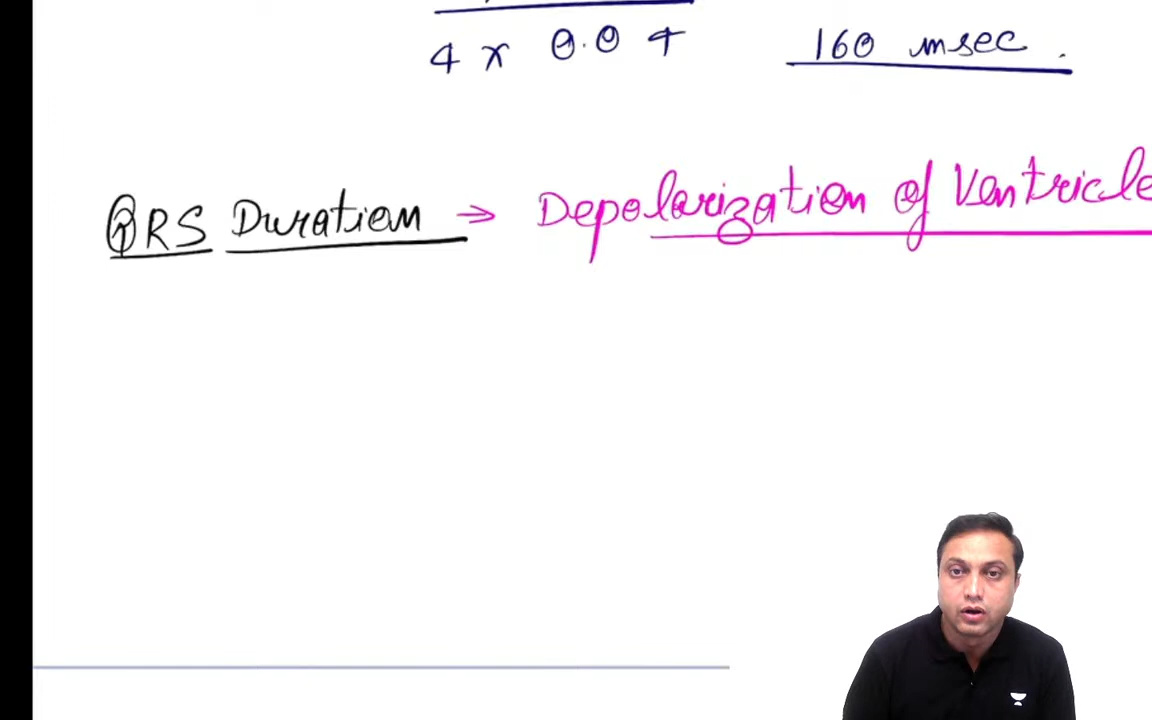 4 x 0.04 160 msec.
QRS Duration → Depolarization of Ventricle